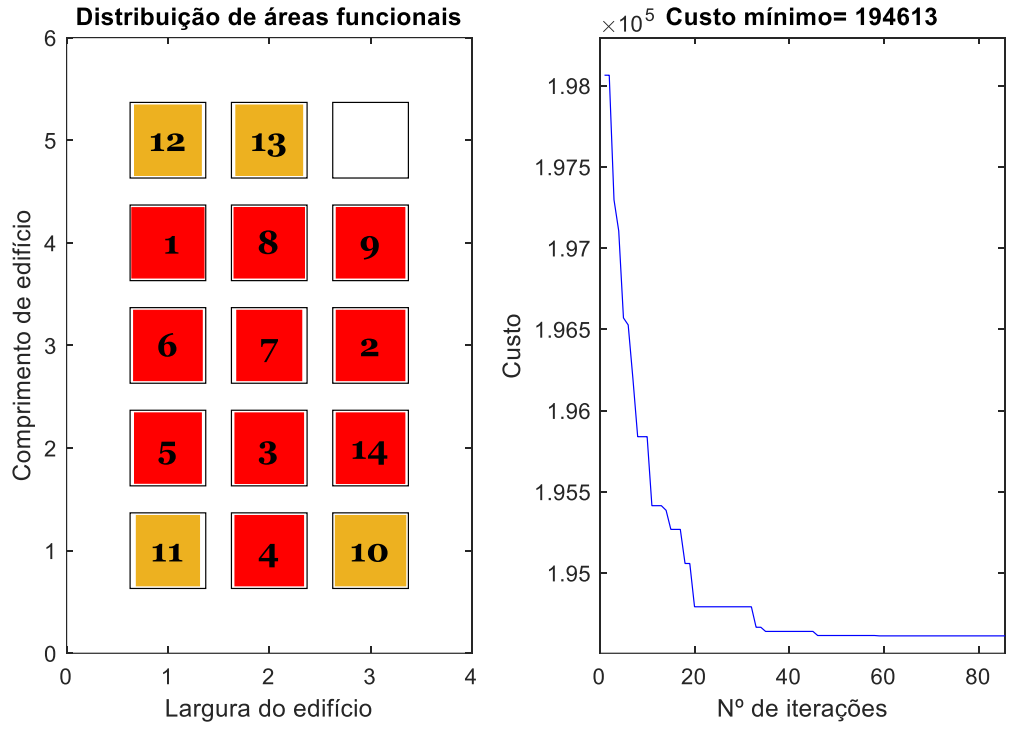 Distribuição de áreas funcionais
6
5
4
3
2
1
0
12 13
1 8 9
6 7 2
5 3 14
11 4 10
0 1 2 3 4
Comprimento de edifício
Largura do edifício
×10⁵ Custo mínimo= 194613
1.98
1.975
1.97
1.965
1.96
1.955
1.95
0 20 40 60 80
Custo
Nº de iterações